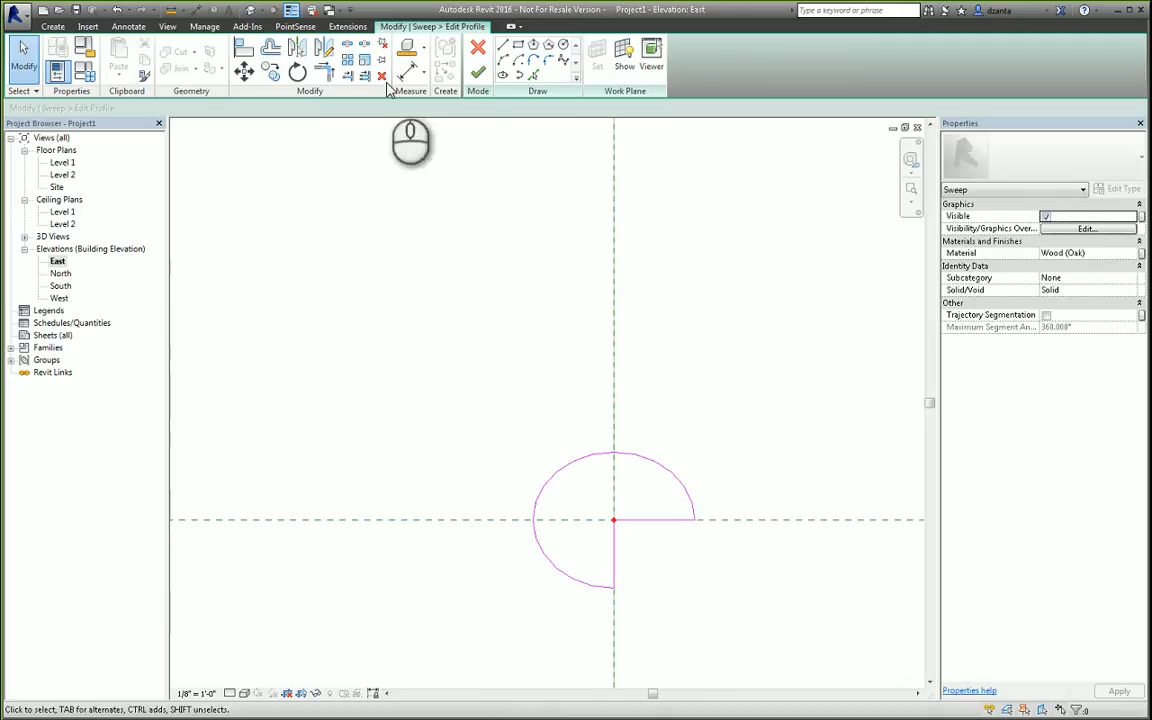 Autodesk Revit 2016 - Not For Resale Version - Project1 - Elevation: East
Type a keyword or phrase
dzanta
Create Insert Annotate View Manage Add-Ins PointSense Extensions Modify | Sweep > Edit Profile
Modify
Cut
Join
Paste
Set Show Viewer
Select Properties Clipboard Geometry Modify Measure Create Mode Draw Work Plane
Modify | Sweep > Edit Profile
Project Browser - Project1
Views (all)
Floor Plans
Level 1
Level 2
Site
Ceiling Plans
Level 1
Level 2
3D Views
Elevations (Building Elevation)
East
North
South
West
Legends
Schedules/Quantities
Sheets (all)
Families
Groups
Revit Links
Properties
Sweep
Edit Type
Graphics
Visible
Visibility/Graphics Over... Edit...
Materials and Finishes
Material Wood (Oak)
Identity Data
Subcategory None
Solid/Void Solid
Other
Trajectory Segmentation
Maximum Segment An... 360.000°
Properties help
Apply
1/8" = 1'-0"
Click to select, TAB for alternates, CTRL adds, SHIFT unselects.
:0